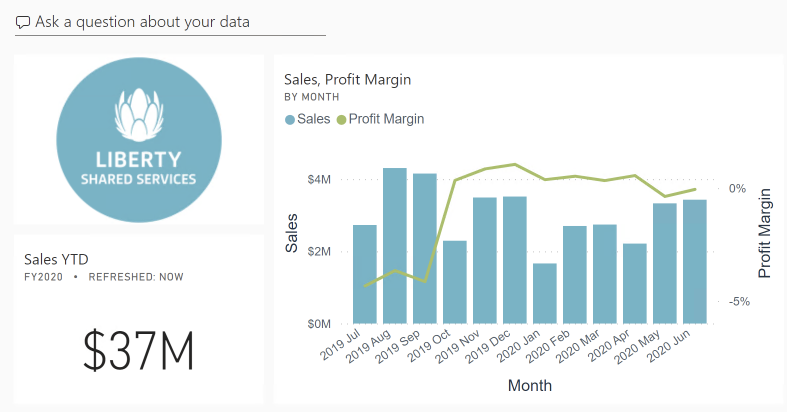 Ask a question about your data
LIBERTY
SHARED SERVICES
Sales YTD
FY2020 • REFRESHED: NOW
$37M
Sales, Profit Margin
BY MONTH
Sales Profit Margin
$4M
$2M
$0M
Sales
0%
-5%
Profit Margin
2019 Jul
2019 Aug
2019 Sep
2019 Oct
2019 Nov
2019 Dec
2020 Jan
2020 Feb
2020 Mar
2020 Apr
2020 May
2020 Jun
Month